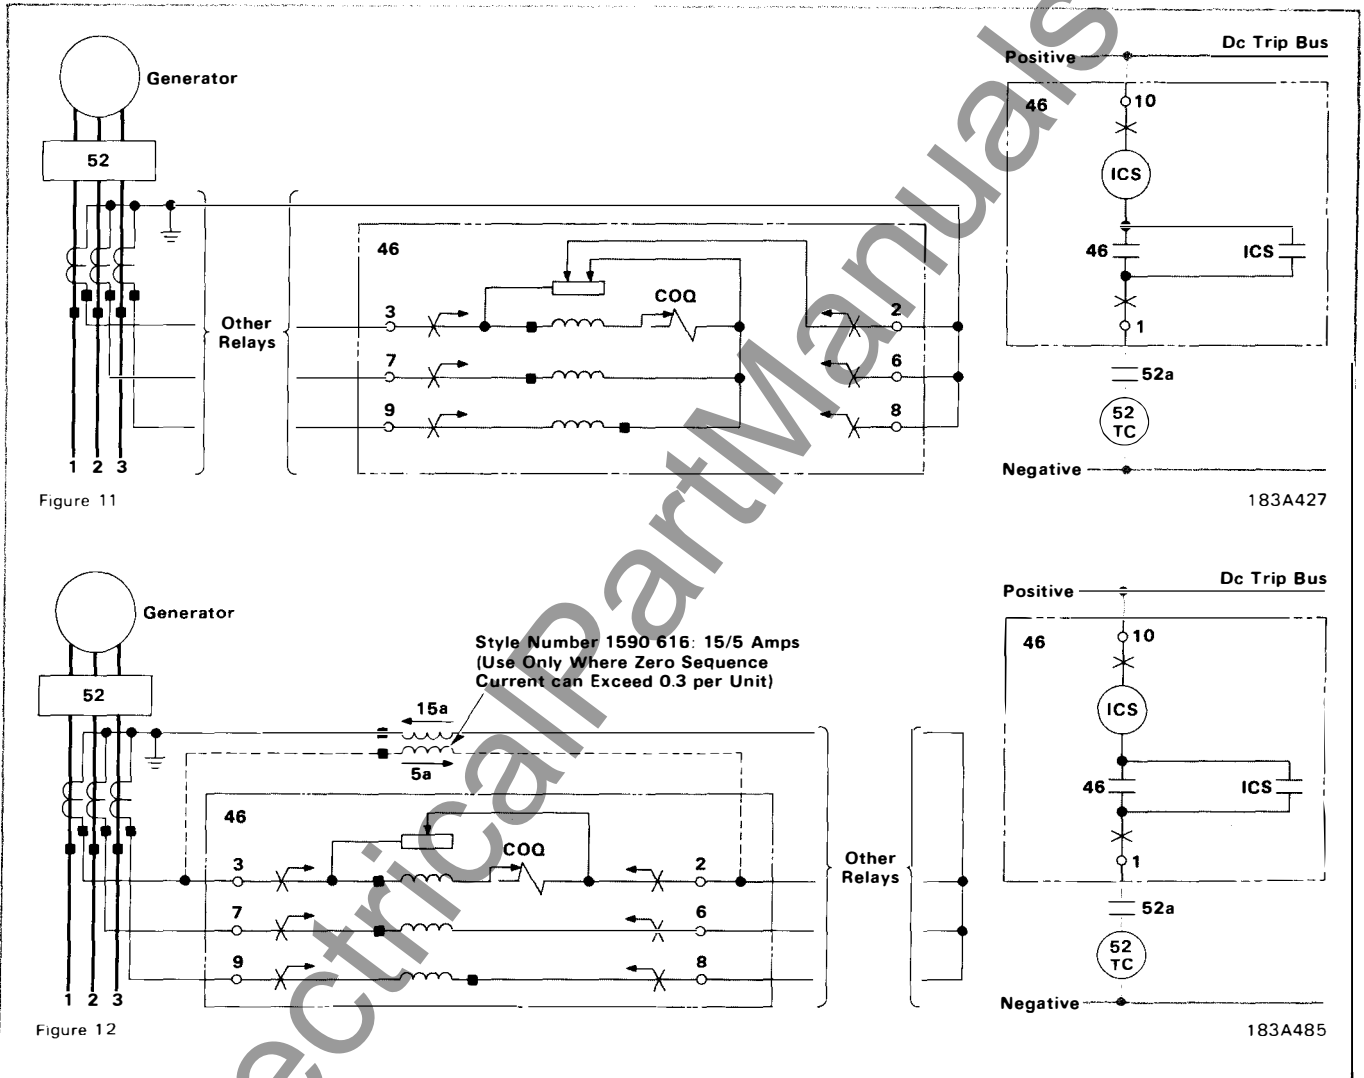 Generator
52
Other
Relays
1 2 3
Figure 11
46
COQ
3
2
7
6
9
8
Dc Trip Bus
Positive
46
10
ICS
46
ICS
1
52a
52
TC
Negative
183A427
Generator
52
Style Number 1590 616: 15/5 Amps
(Use Only Where Zero Sequence
Current can Exceed 0.3 per Unit)
15a
5a
46
COQ
3
2
7
6
9
8
Other
Relays
1 2 3
Figure 12
Dc Trip Bus
Positive
46
10
ICS
46
ICS
1
52a
52
TC
Negative
183A485
ectricalPartManuals